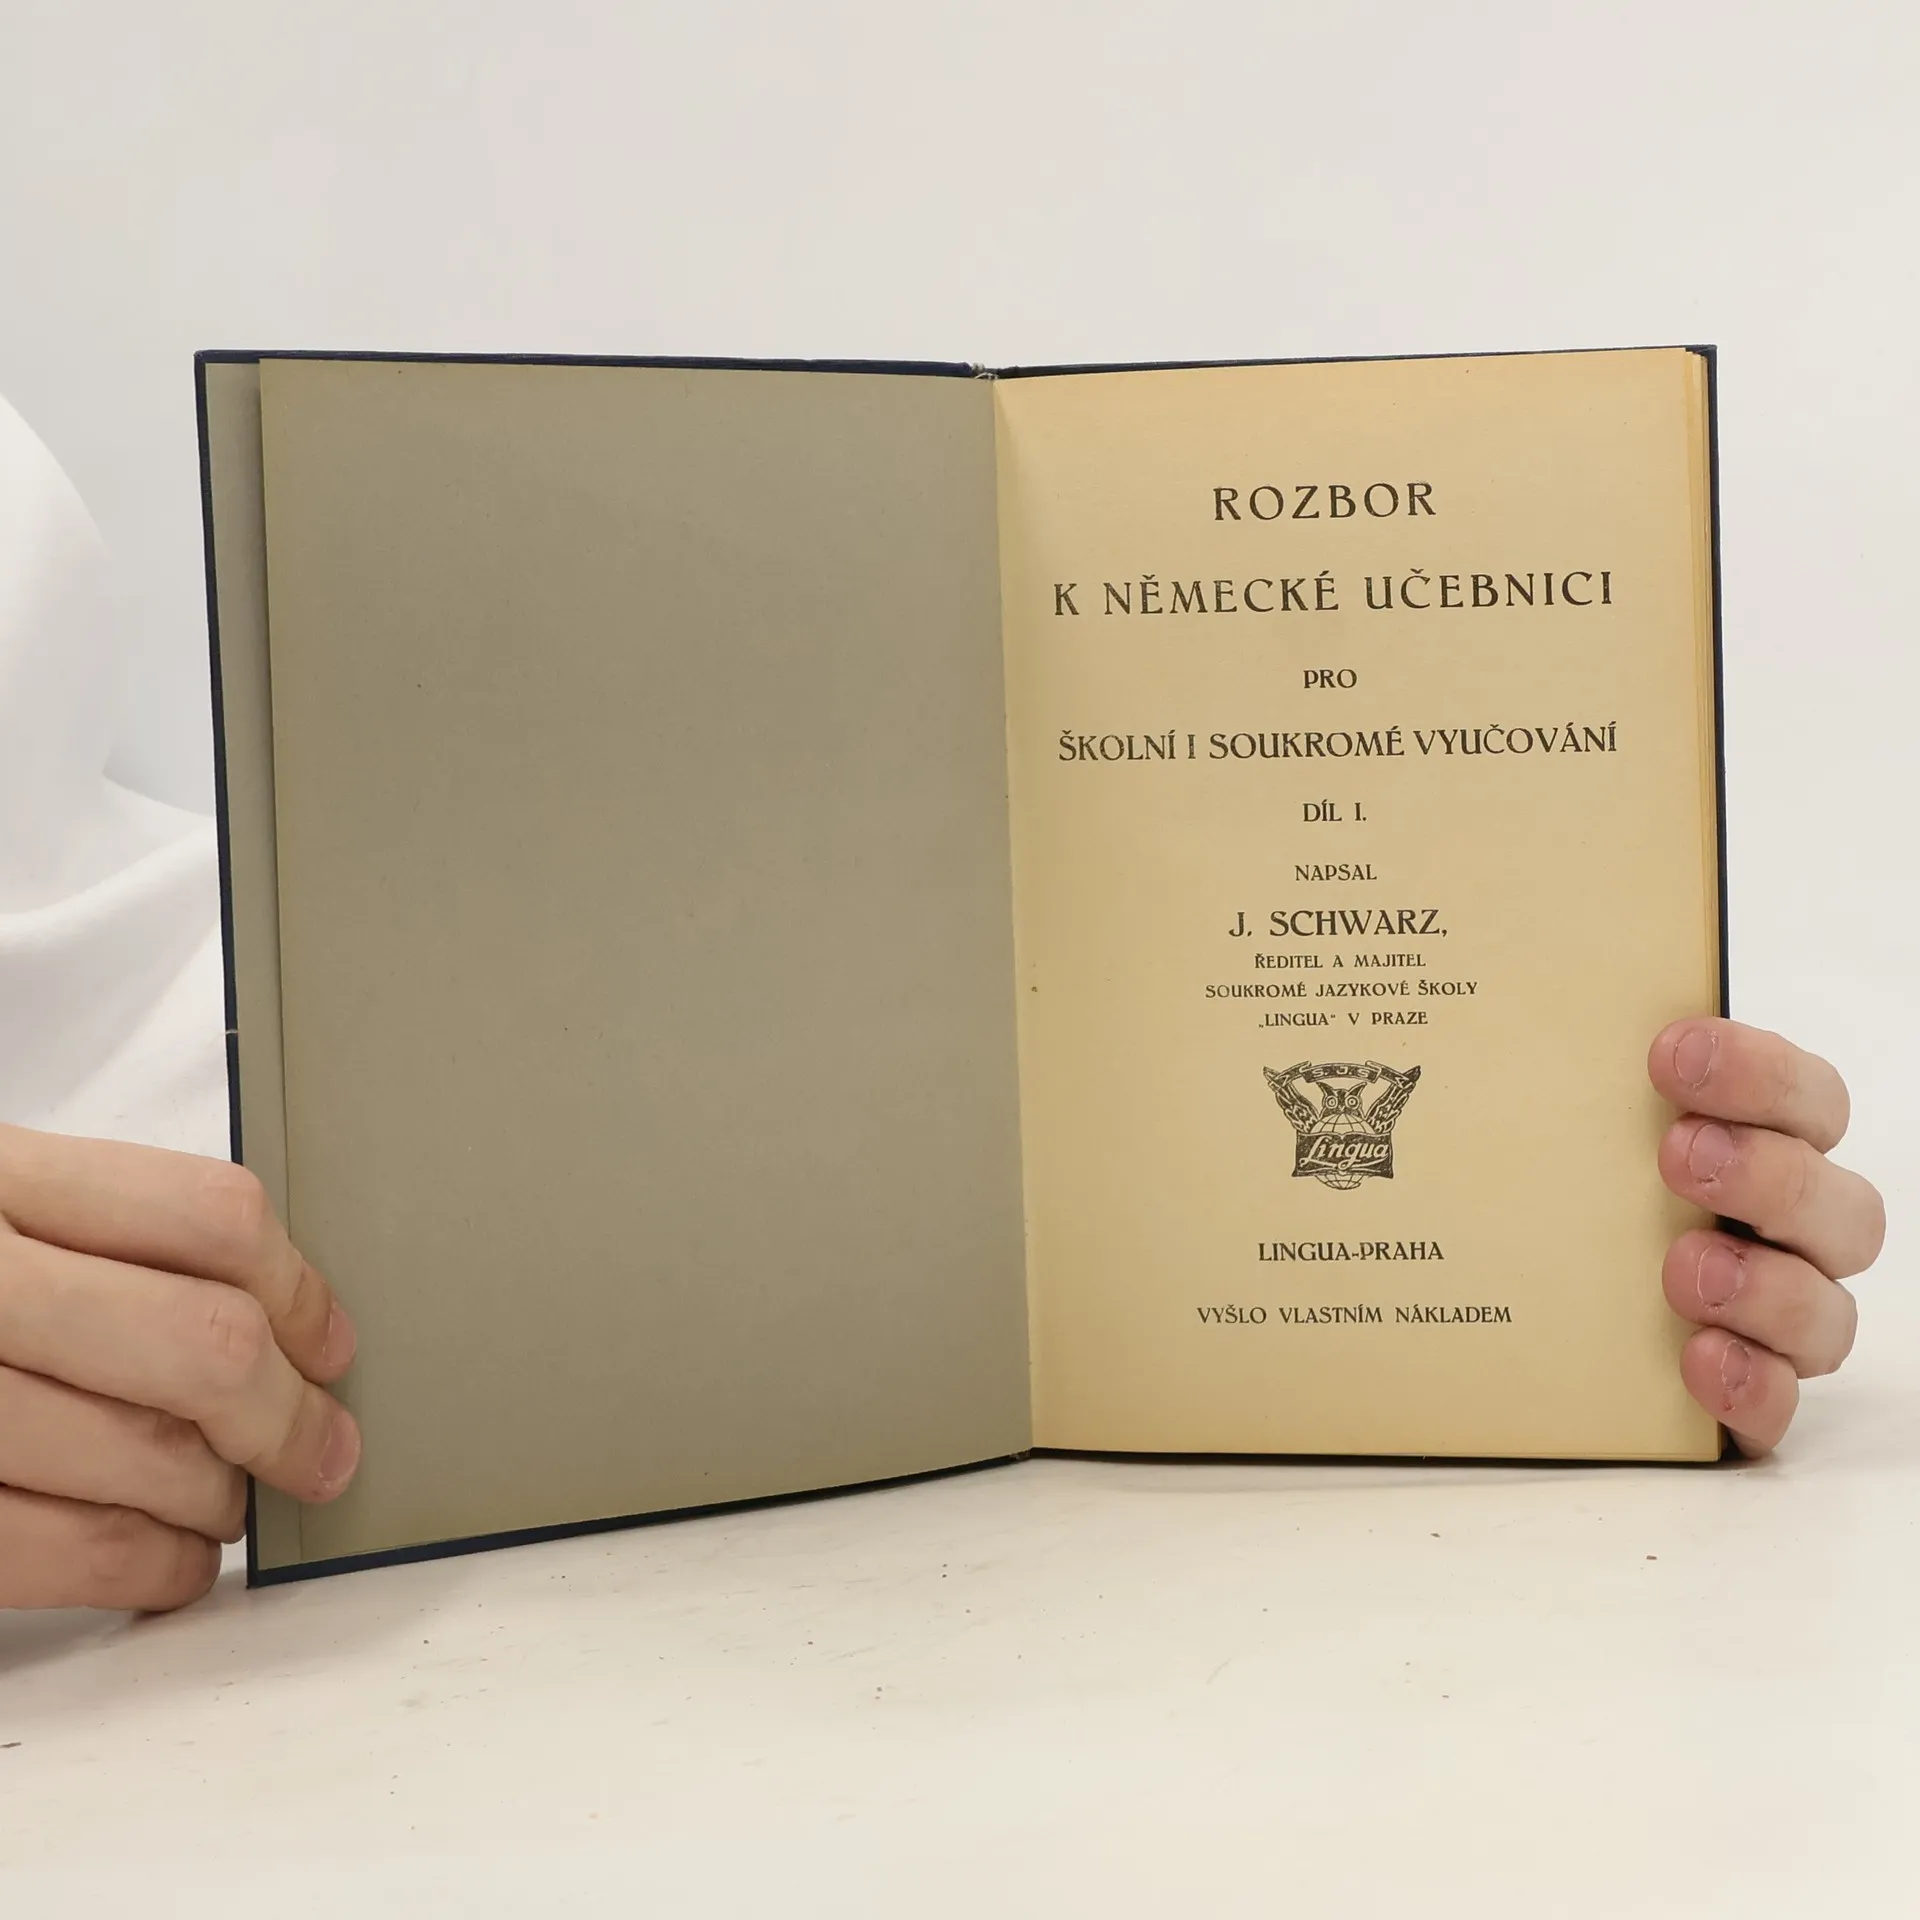 ROZBOR
K NĚMECKÉ UČEBNICI
PRO
ŠKOLNÍ I SOUKROMÉ VYUČOVÁNÍ
DÍL I.
NAPSAL
J. SCHWARZ,
ŘEDITEL A MAJITEL
SOUKROMÉ JAZYKOVÉ ŠKOLY
„LINGUA“ V PRAZE
S.J.Š.
Lingua
LINGUA-PRAHA
VYŠLO VLASTNÍM NÁKLADEM